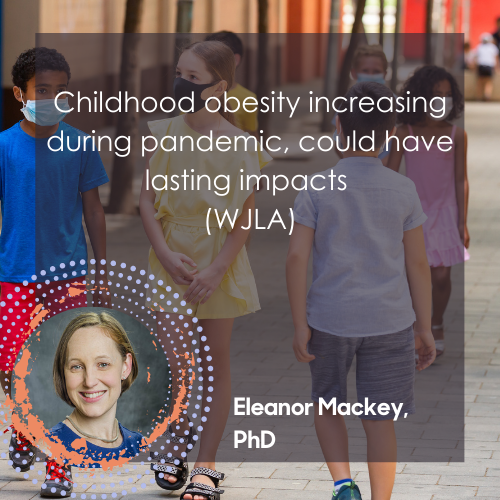 Childhood obesity increasing
during pandemic, could have
lasting impacts
(WJLA)
Eleanor Mackey,
PhD